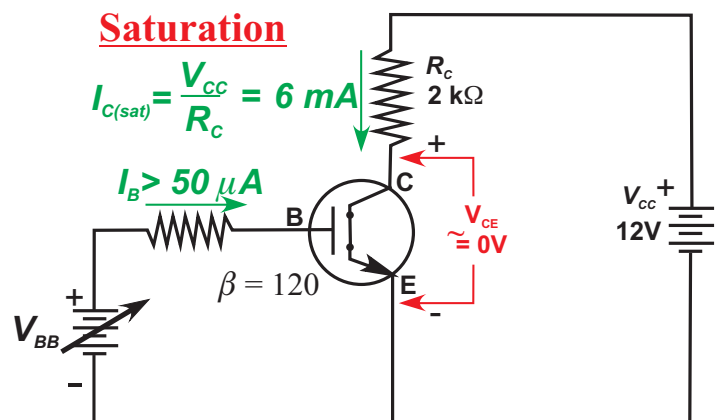 Saturation
I_C(sat) = V_CC / R_C = 6 mA
R_C
2 kΩ
+
I_B > 50 μA
C
B
V_CE
≈ 0V
V_CC +
12V
β = 120
E
-
+
V_BB
-